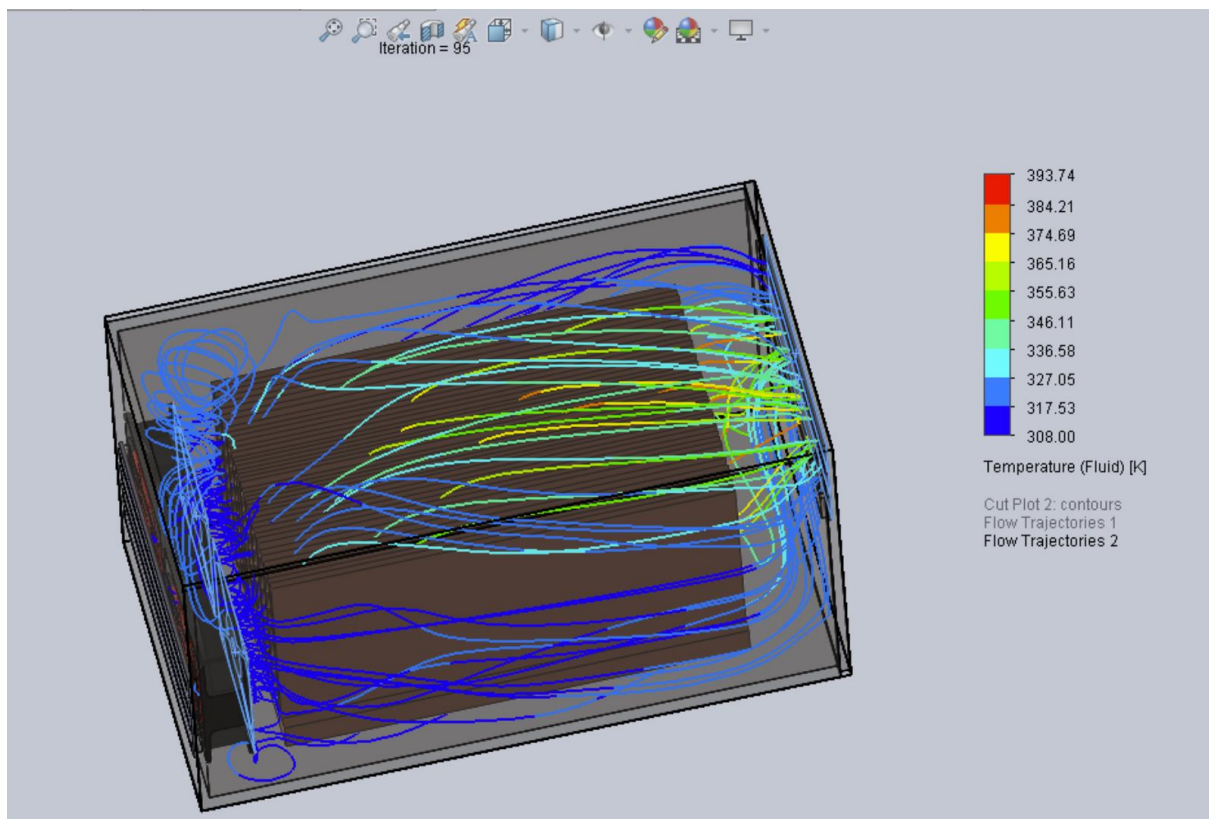 Iteration = 95
393.74
384.21
374.69
365.16
355.63
346.11
336.58
327.05
317.53
308.00
Temperature (Fluid) [K]
Cut Plot 2: contours
Flow Trajectories 1
Flow Trajectories 2